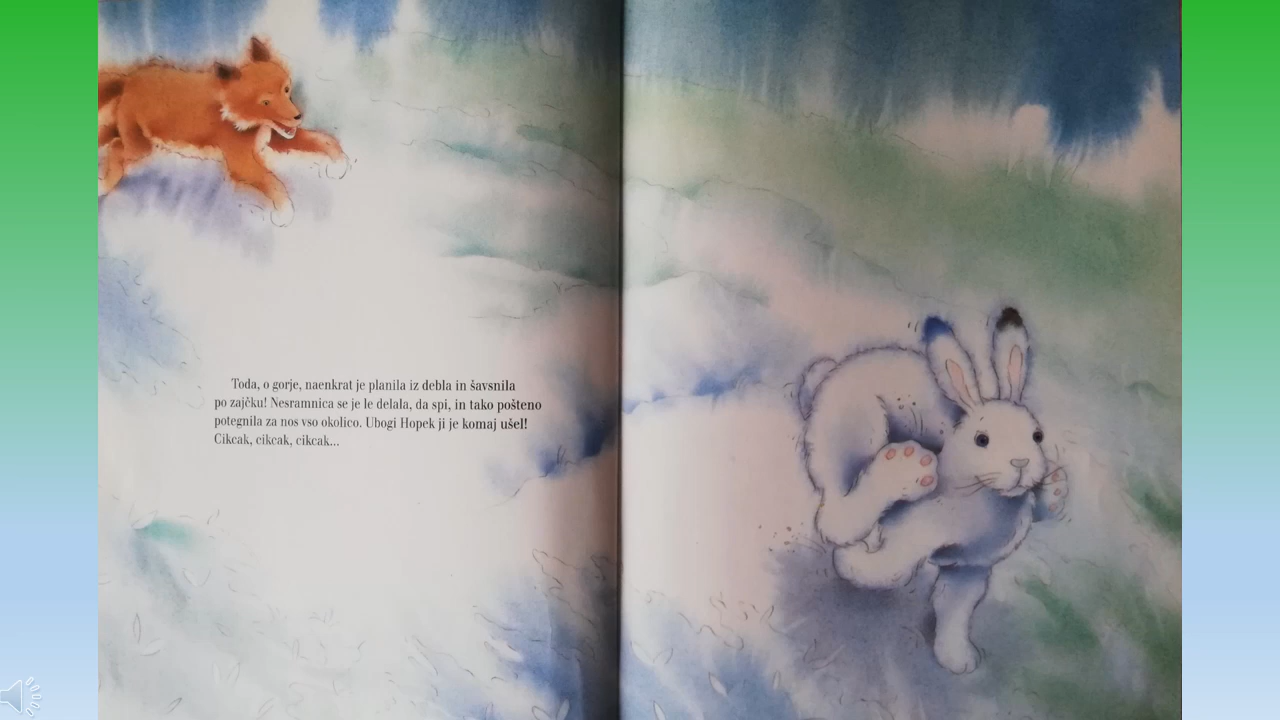 Toda, o gorje, naenkrat je planila iz debla in šavsnila
po zajčku! Nesramnica se je le delala, da spi, in tako pošteno
potegnila za nos vso okolico. Ubogi Hopek ji je komaj ušel!
Cikcak, cikcak, cikcak...